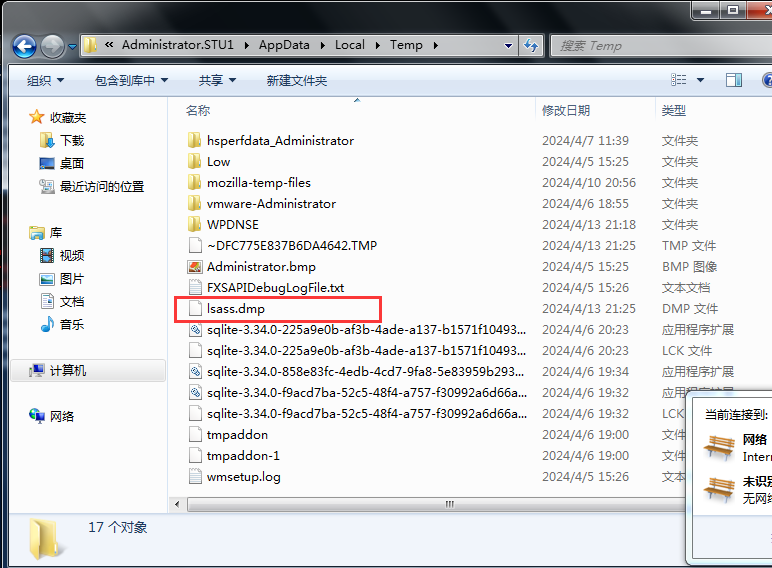 « Administrator.STU1 ▸ AppData ▸ Local ▸ Temp ▸
搜索 Temp
组织 包含到库中 共享 新建文件夹
收藏夹
下载
桌面
最近访问的位置
库
视频
图片
文档
音乐
计算机
网络
名称 修改日期 类型
hsperfdata_Administrator 2024/4/7 11:39 文件夹
Low 2024/4/5 15:25 文件夹
mozilla-temp-files 2024/4/10 20:56 文件夹
vmware-Administrator 2024/4/6 18:55 文件夹
WPDNSE 2024/4/13 21:18 文件夹
~DFC775E837B6DA4642.TMP 2024/4/13 21:25 TMP 文件
Administrator.bmp 2024/4/5 15:25 BMP 图像
FXSAPIDebugLogFile.txt 2024/4/5 15:26 文本文档
lsass.dmp 2024/4/13 21:25 DMP 文件
sqlite-3.34.0-225a9e0b-af3b-4ade-a137-b1571f10493... 2024/4/6 20:23 应用程序扩展
sqlite-3.34.0-225a9e0b-af3b-4ade-a137-b1571f10493... 2024/4/6 20:23 LCK 文件
sqlite-3.34.0-858e83fc-4edb-4cd7-9fa8-5e83959b293... 2024/4/6 19:34 应用程序扩展
sqlite-3.34.0-f9acd7ba-52c5-48f4-a757-f30992a6d66a... 2024/4/6 19:32 应用程序扩展
sqlite-3.34.0-f9acd7ba-52c5-48f4-a757-f30992a6d66a... 2024/4/6 19:32 LCK
tmpaddon 2024/4/6 19:00 文件
tmpaddon-1 2024/4/6 19:00 文件
wmsetup.log 2024/4/5 15:26 文本
当前连接到:
网络
Inter
未识别
无网络
17 个对象